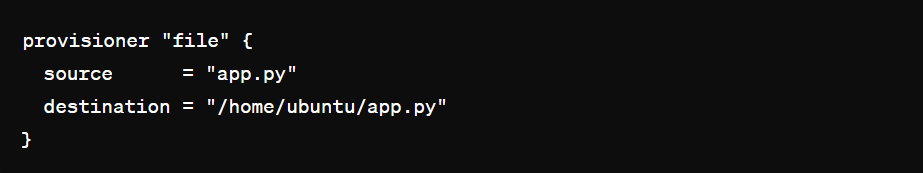 provisioner "file" {
  source      = "app.py"
  destination = "/home/ubuntu/app.py"
}